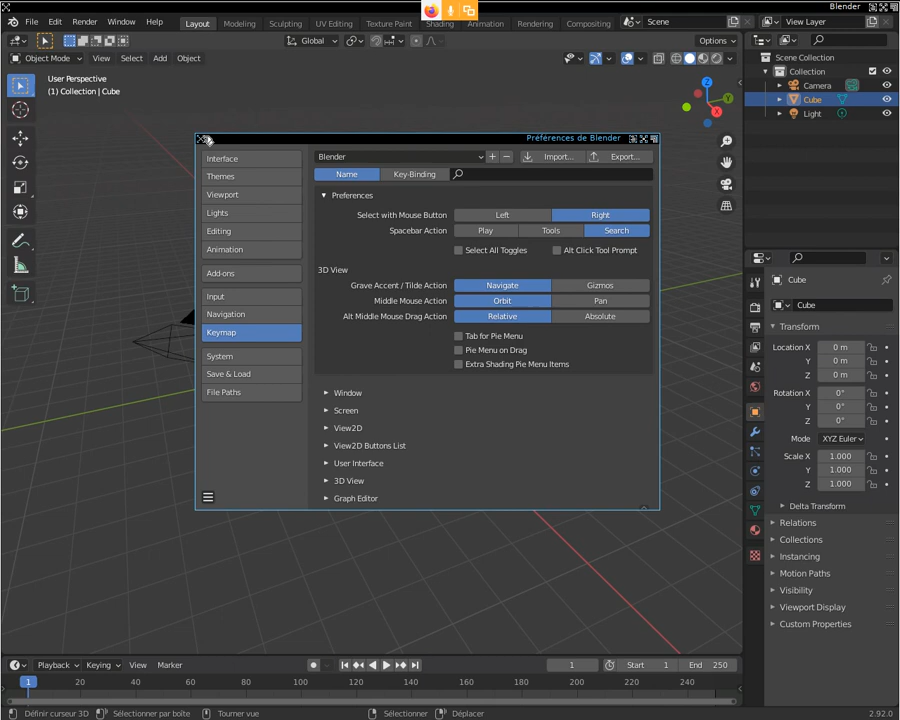 Blender
File Edit Render Window Help Layout Modeling Sculpting UV Editing Texture Paint Shading Animation Rendering Compositing Scene View Layer
Global Options
Object Mode View Select Add Object
User Perspective
(1) Collection | Cube
Z
Y
X
Scene Collection
Collection
Camera
Cube
Light
Préférences de Blender
Interface
Themes
Viewport
Lights
Editing
Animation
Add-ons
Input
Navigation
Keymap
System
Save & Load
File Paths
Blender Import... Export...
Name Key-Binding
Preferences
Select with Mouse Button Left Right
Spacebar Action Play Tools Search
Select All Toggles Alt Click Tool Prompt
3D View
Grave Accent / Tilde Action Navigate Gizmos
Middle Mouse Action Orbit Pan
Alt Middle Mouse Drag Action Relative Absolute
Tab for Pie Menu
Pie Menu on Drag
Extra Shading Pie Menu Items
Window
Screen
View2D
View2D Buttons List
User Interface
3D View
Graph Editor
Cube
Cube
Transform
Location X 0 m
Y 0 m
Z 0 m
Rotation X 0°
Y 0°
Z 0°
Mode XYZ Euler
Scale X 1.000
Y 1.000
Z 1.000
Delta Transform
Relations
Collections
Instancing
Motion Paths
Visibility
Viewport Display
Custom Properties
Playback Keying View Marker 1 Start 1 End 250
1 20 40 60 80 100 120 140 160 180 200 220 240
Définir curseur 3D Sélectionner par boîte Tourner vue Sélectionner Déplacer 2.92.0